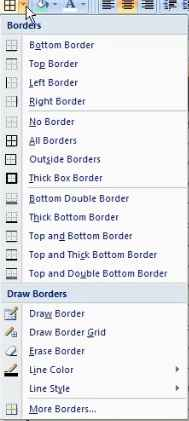 Borders
Bottom Border
Top Border
Left Border
Right Border
No Border
All Borders
Outside Borders
Thick Box Border
Bottom Double Border
Thick Bottom Border
Top and Bottom Border
Top and Thick Bottom Border
Top and Double Bottom Border
Draw Borders
Draw Border
Draw Border Grid
Erase Border
Line Color
Line Style
More Borders...